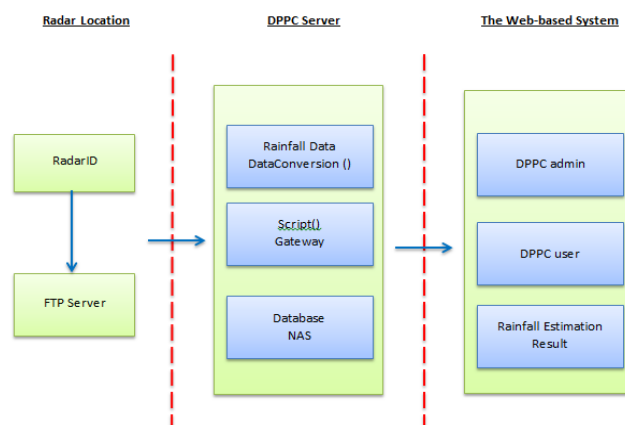 Radar Location
DPPC Server
The Web-based System
RadarID
FTP Server
Rainfall Data
DataConversion ()
Script()
Gateway
Database
NAS
DPPC admin
DPPC user
Rainfall Estimation
Result